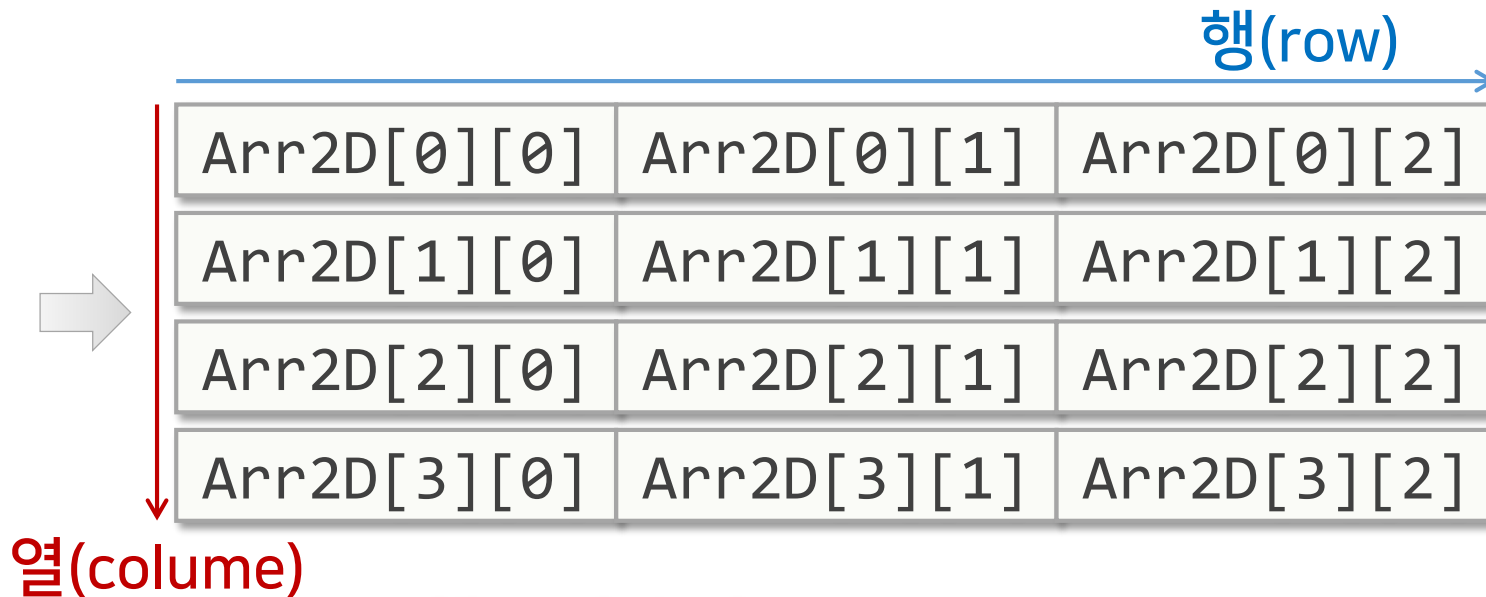 행(row)
Arr2D[0][0] Arr2D[0][1] Arr2D[0][2]
Arr2D[1][0] Arr2D[1][1] Arr2D[1][2]
Arr2D[2][0] Arr2D[2][1] Arr2D[2][2]
Arr2D[3][0] Arr2D[3][1] Arr2D[3][2]
열(colume)